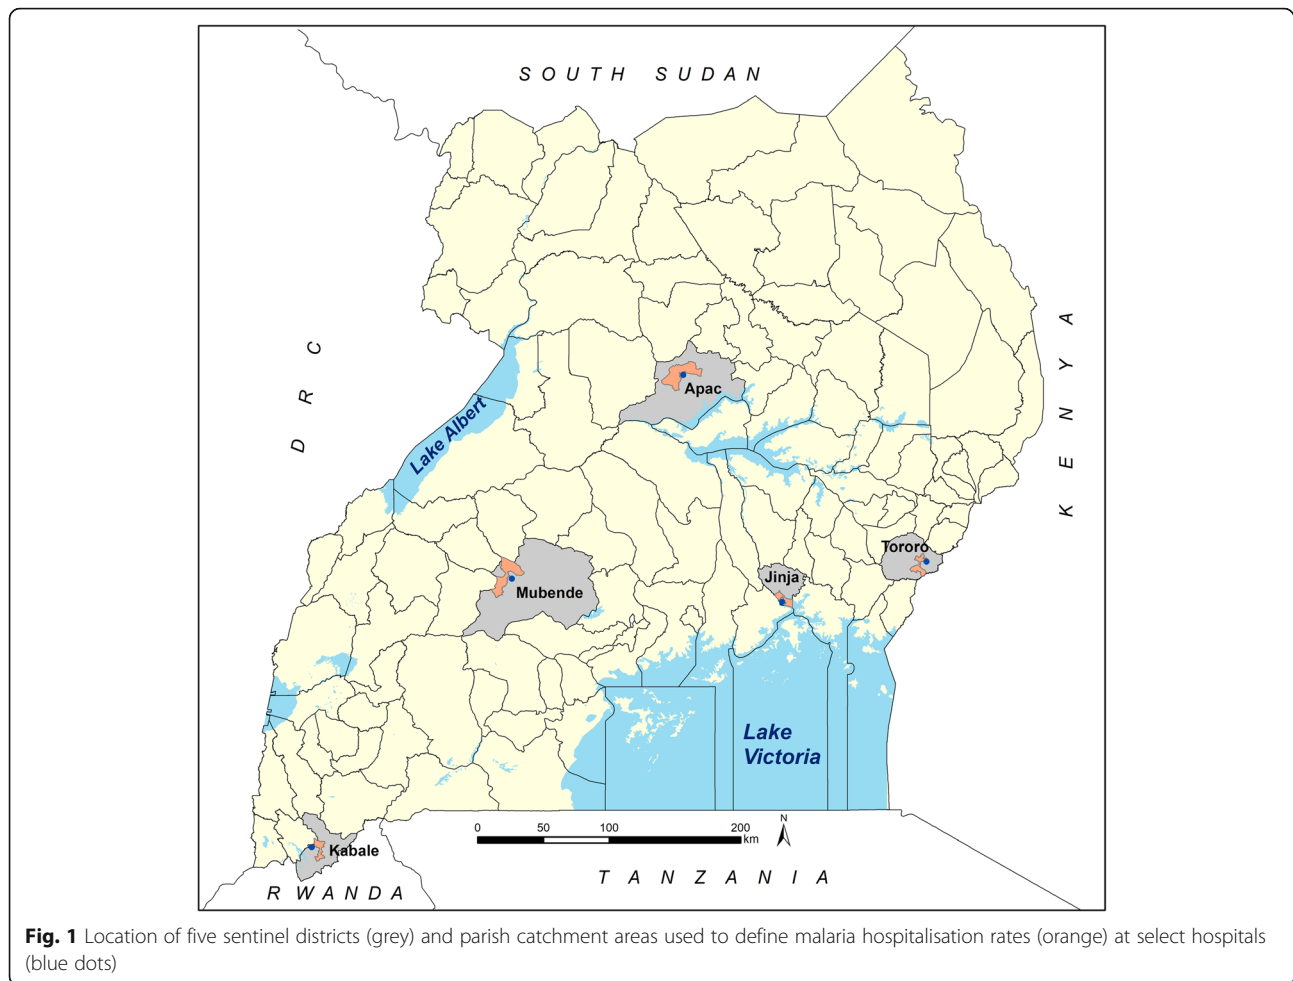 SOUTH SUDAN
DRC
KENYA
Apac
Lake Albert
Tororo
Jinja
Mubende
Lake
Victoria
N
0 50 100 200
km
Kabale
TANZANIA
RWANDA
Fig. 1 Location of five sentinel districts (grey) and parish catchment areas used to define malaria hospitalisation rates (orange) at select hospitals
(blue dots)